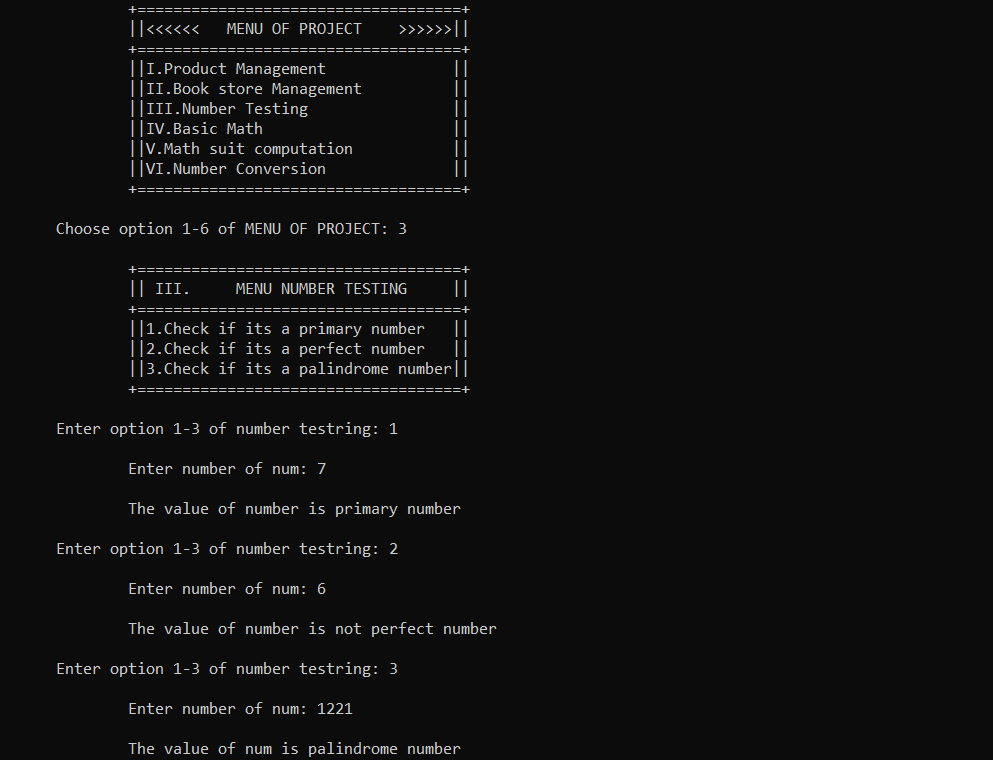 +====================================+
||<<<<<<   MENU OF PROJECT    >>>>>>||
+====================================+
||I.Product Management              ||
||II.Book store Management          ||
||III.Number Testing                ||
||IV.Basic Math                     ||
||V.Math suit computation           ||
||VI.Number Conversion              ||
+====================================+
Choose option 1-6 of MENU OF PROJECT: 3
+====================================+
|| III.     MENU NUMBER TESTING     ||
+====================================+
||1.Check if its a primary number   ||
||2.Check if its a perfect number   ||
||3.Check if its a palindrome number||
+====================================+
Enter option 1-3 of number testring: 1
Enter number of num: 7
The value of number is primary number
Enter option 1-3 of number testring: 2
Enter number of num: 6
The value of number is not perfect number
Enter option 1-3 of number testring: 3
Enter number of num: 1221
The value of num is palindrome number